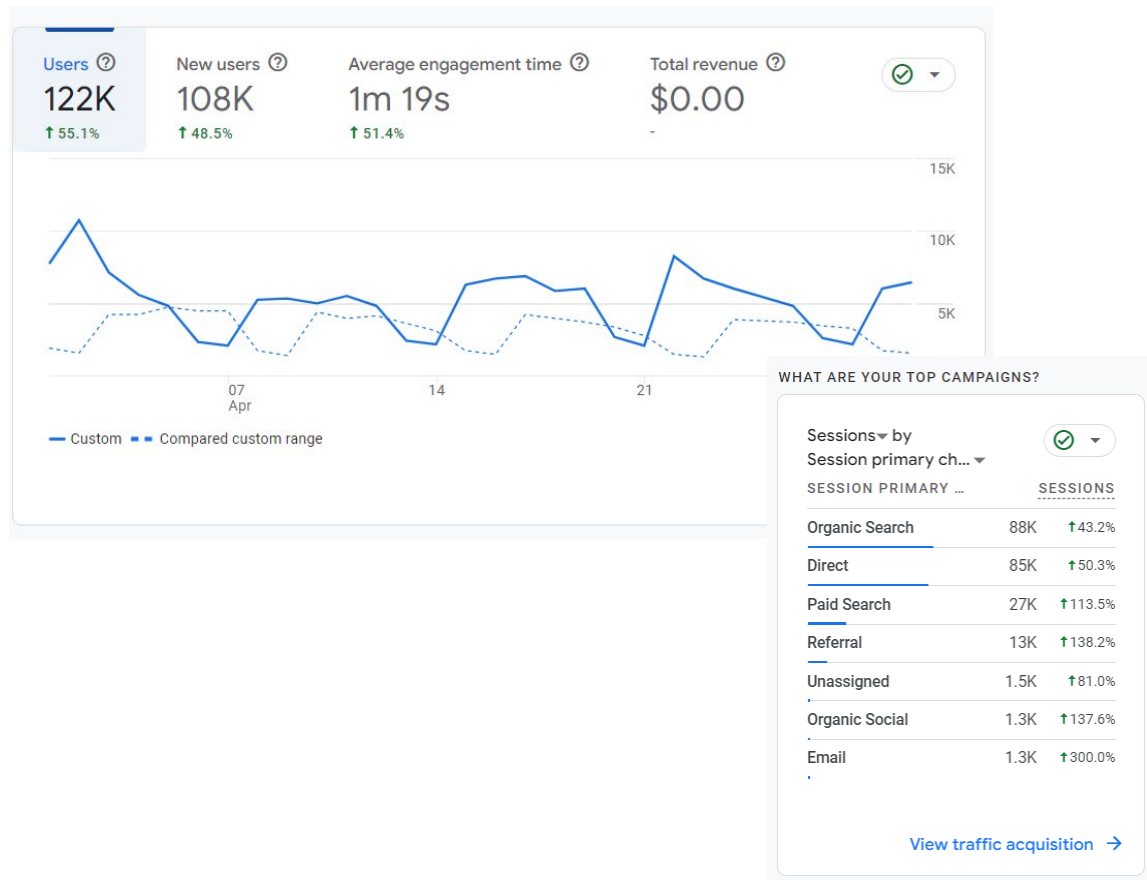 Users
122K
↑ 55.1%
New users
108K
↑ 48.5%
Average engagement time
1m 19s
↑ 51.4%
Total revenue
$0.00
-
15K
10K
5K
07
Apr
14
21
Custom
Compared custom range
WHAT ARE YOUR TOP CAMPAIGNS?
Sessions by
Session primary ch...
SESSION PRIMARY ... SESSIONS
Organic Search 88K ↑43.2%
Direct 85K ↑50.3%
Paid Search 27K ↑113.5%
Referral 13K ↑138.2%
Unassigned 1.5K ↑81.0%
Organic Social 1.3K ↑137.6%
Email 1.3K ↑300.0%
View traffic acquisition →